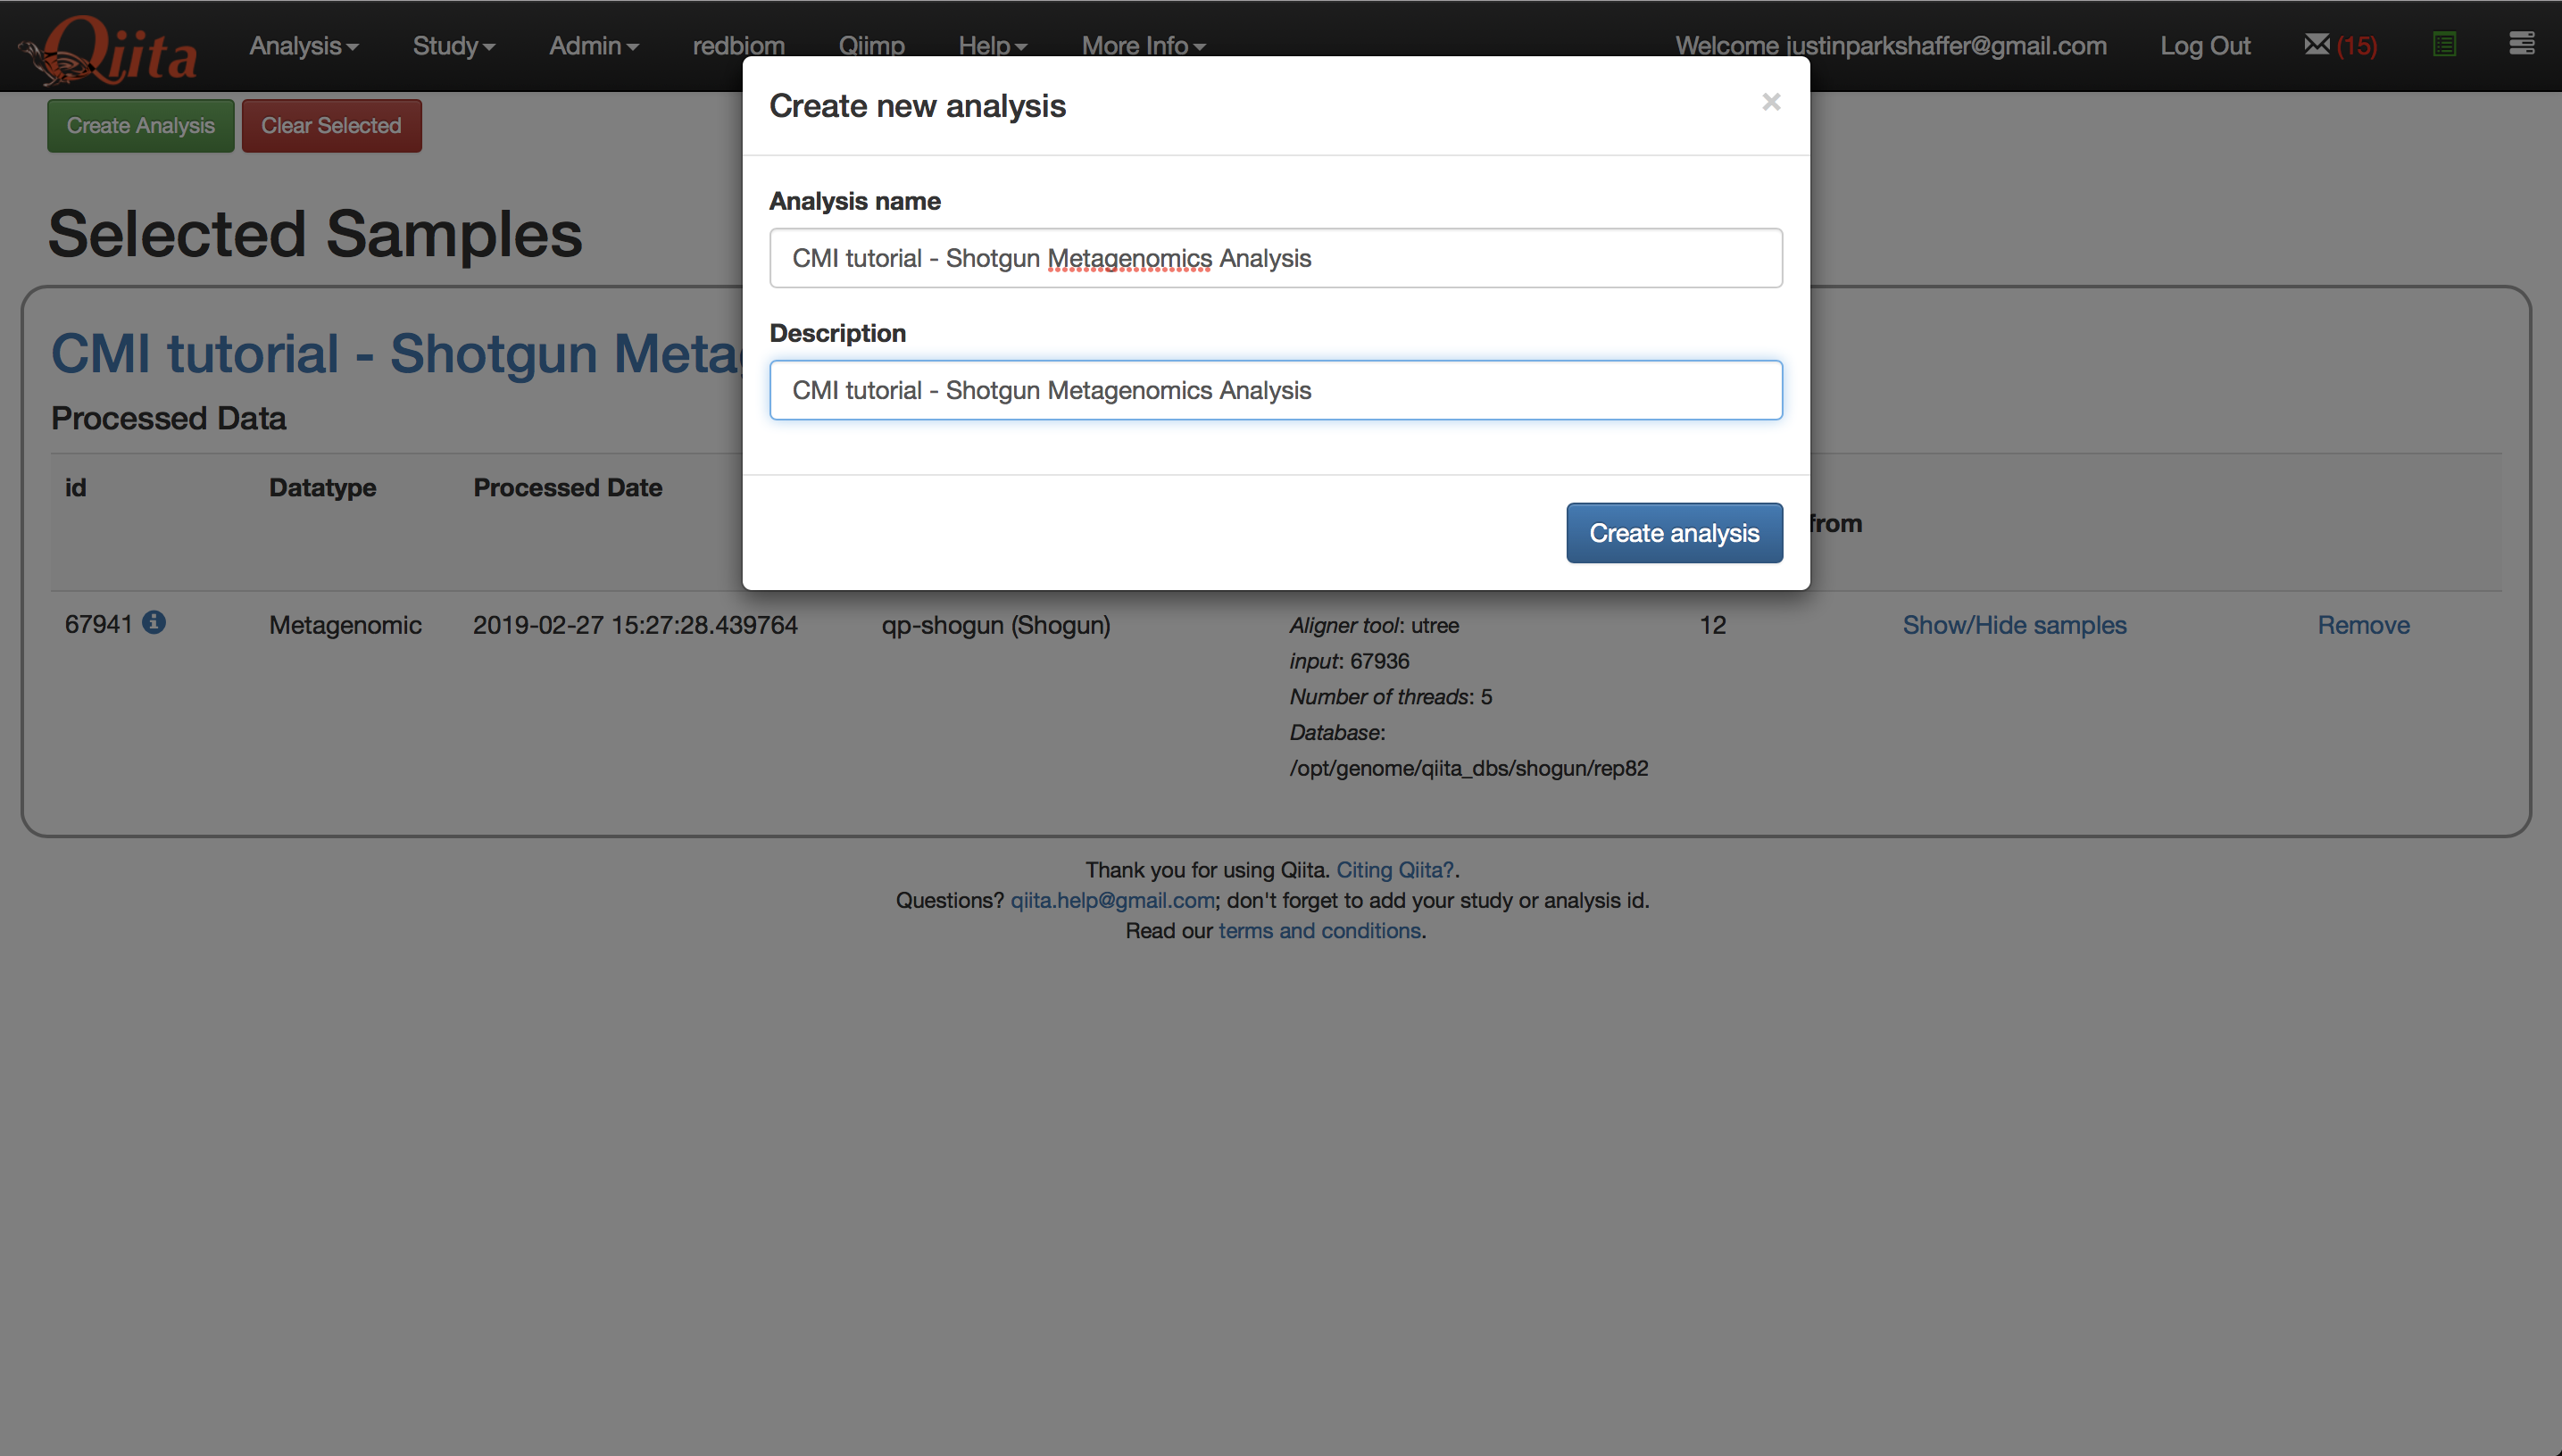 Qiita Analysis Study Admin redbiom Qiimp Help More Info Welcome justinparkshaffer@gmail.com Log Out (15)
Create Analysis Clear Selected
Create new analysis ×
Analysis name
CMI tutorial - Shotgun Metagenomics Analysis
Description
CMI tutorial - Shotgun Metagenomics Analysis
Create analysis
Selected Samples
CMI tutorial - Shotgun
Processed Data
id Datatype Processed Date from
67941 Metagenomic 2019-02-27 15:27:28.439764 qp-shogun (Shogun) Aligner tool: utree 12 Show/Hide samples Remove
input: 67936
Number of threads: 5
Database:
/opt/genome/qiita_dbs/shogun/rep82
Thank you for using Qiita. Citing Qiita?.
Questions? qiita.help@gmail.com; don't forget to add your study or analysis id.
Read our terms and conditions.